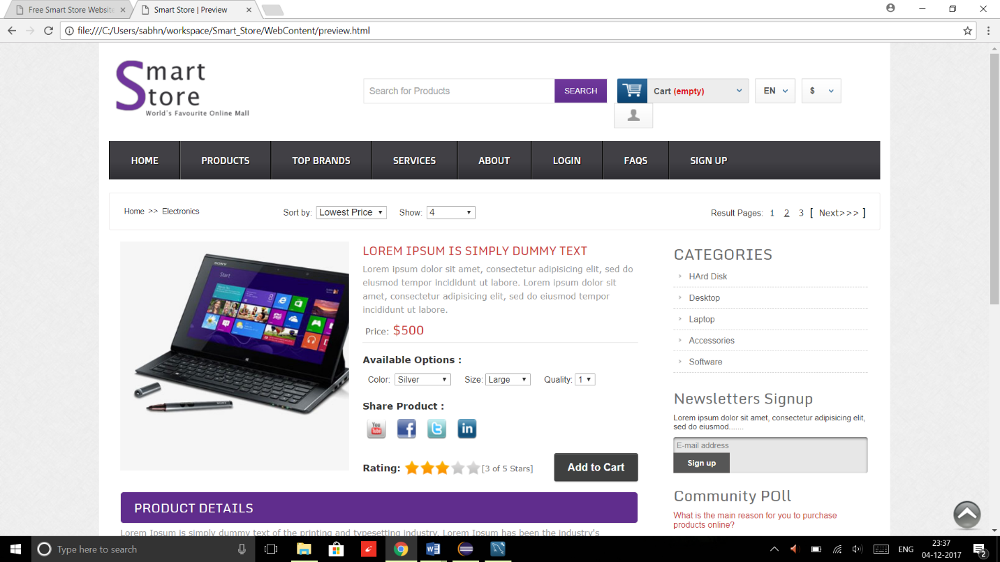 Free Smart Store Website
Smart Store | Preview
file:///C:/Users/sabhn/workspace/Smart_Store/WebContent/preview.html
Smart
Store
World's Favourite Online Mall
Search for Products
SEARCH
Cart (empty)
EN
$
HOME PRODUCTS TOP BRANDS SERVICES ABOUT LOGIN FAQS SIGN UP
Home >> Electronics
Sort by: Lowest Price
Show: 4
Result Pages: 1 2 3 [ Next>>> ]
SONY
Start
LOREM IPSUM IS SIMPLY DUMMY TEXT
Lorem ipsum dolor sit amet, consectetur adipisicing elit, sed do
eiusmod tempor incididunt ut labore. Lorem ipsum dolor sit
amet, consectetur adipisicing elit, sed do eiusmod tempor
incididunt ut labore.
Price: $500
Available Options :
Color: Silver Size: Large Quality: 1
Share Product :
You
Tube
in
Rating: [3 of 5 Stars]
Add to Cart
PRODUCT DETAILS
Lorem Ipsum is simply dummy text of the printing and typesetting industry. Lorem Ipsum has been the industry's
CATEGORIES
HArd Disk
Desktop
Laptop
Accessories
Software
Newsletters Signup
Lorem ipsum dolor sit amet, consectetur adipisicing elit,
sed do eiusmod.......
E-mail address
Sign up
Community POll
What is the main reason for you to purchase
products online?
Type here to search
ENG
23:37
04-12-2017
2